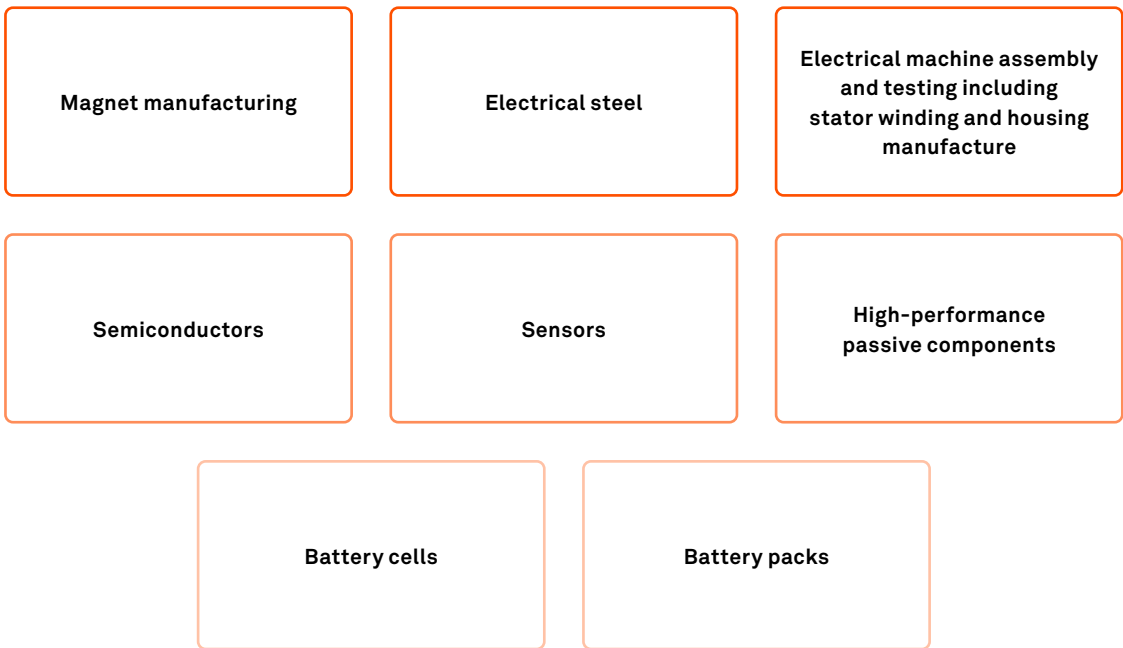 Magnet manufacturing
Electrical steel
Electrical machine assembly
and testing including
stator winding and housing
manufacture
Semiconductors
Sensors
High-performance
passive components
Battery cells
Battery packs